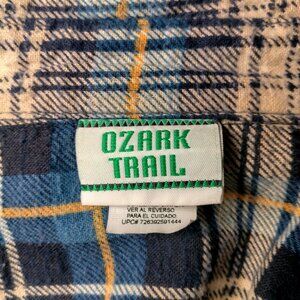 OZARK
TRAIL
VER AL REVERSO
PARA EL CUIDADO
UPC# 726392591444